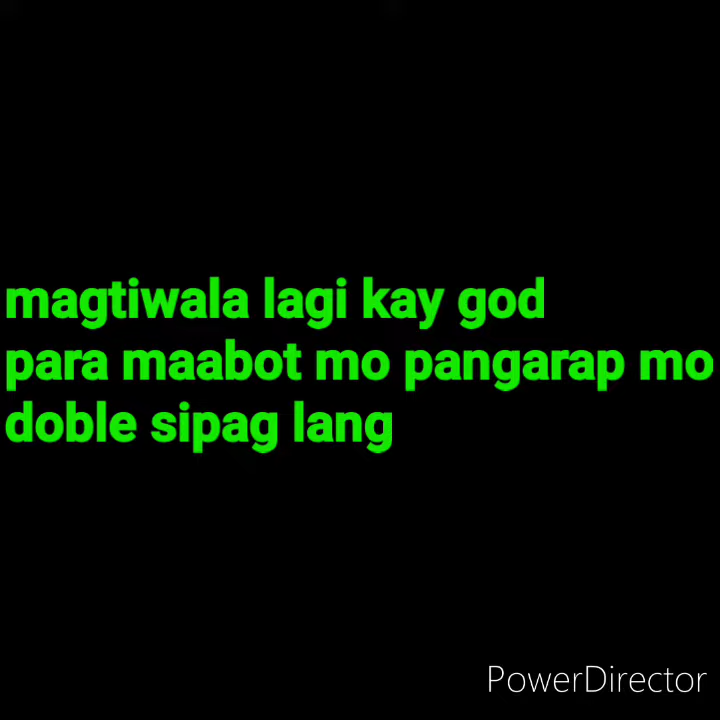 magtiwala lagi kay god
para maabot mo pangarap mo
doble sipag lang
PowerDirector